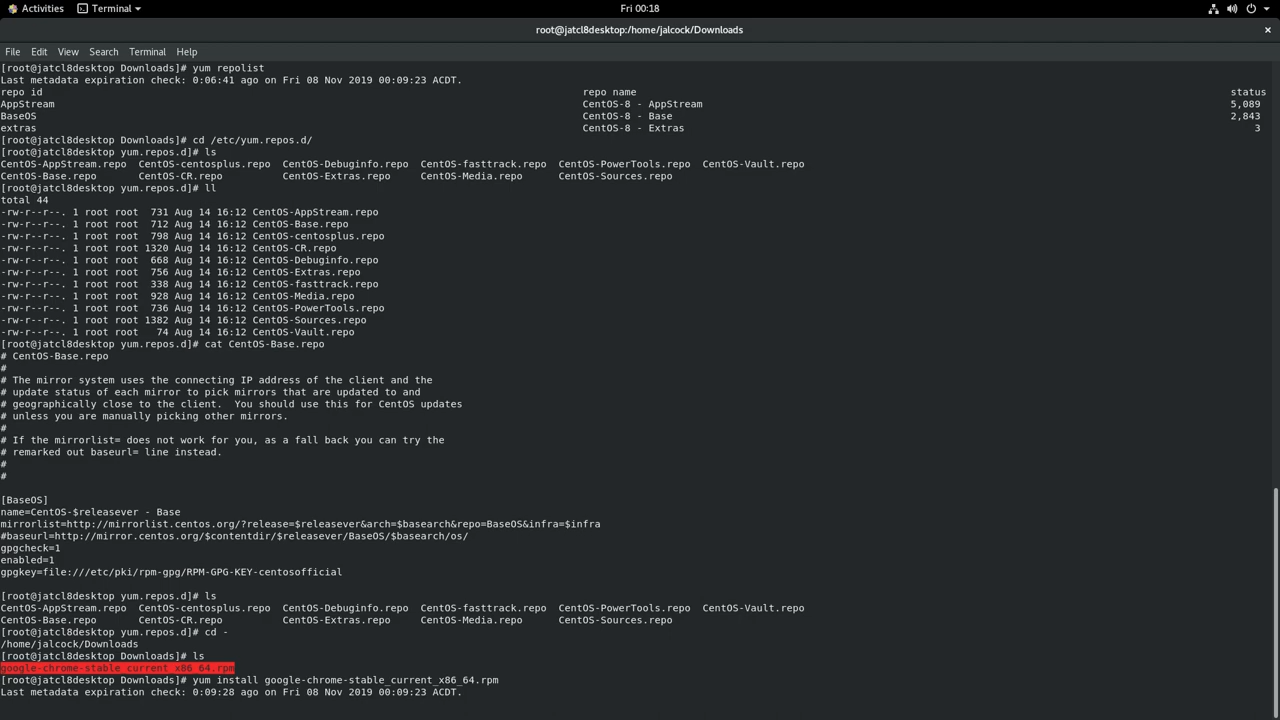 Activities Terminal Fri 00:18
root@jatcl8desktop:/home/jalcock/Downloads
File Edit View Search Terminal Help
[root@jatcl8desktop Downloads]# yum repolist
Last metadata expiration check: 0:06:41 ago on Fri 08 Nov 2019 00:09:23 ACDT.
repo id repo name status
AppStream CentOS-8 - AppStream 5,089
BaseOS CentOS-8 - Base 2,843
extras CentOS-8 - Extras 3
[root@jatcl8desktop Downloads]# cd /etc/yum.repos.d/
[root@jatcl8desktop yum.repos.d]# ls
CentOS-AppStream.repo CentOS-centosplus.repo CentOS-Debuginfo.repo CentOS-fasttrack.repo CentOS-PowerTools.repo CentOS-Vault.repo
CentOS-Base.repo CentOS-CR.repo CentOS-Extras.repo CentOS-Media.repo CentOS-Sources.repo
[root@jatcl8desktop yum.repos.d]# ll
total 44
-rw-r--r--. 1 root root 731 Aug 14 16:12 CentOS-AppStream.repo
-rw-r--r--. 1 root root 712 Aug 14 16:12 CentOS-Base.repo
-rw-r--r--. 1 root root 798 Aug 14 16:12 CentOS-centosplus.repo
-rw-r--r--. 1 root root 1320 Aug 14 16:12 CentOS-CR.repo
-rw-r--r--. 1 root root 668 Aug 14 16:12 CentOS-Debuginfo.repo
-rw-r--r--. 1 root root 756 Aug 14 16:12 CentOS-Extras.repo
-rw-r--r--. 1 root root 338 Aug 14 16:12 CentOS-fasttrack.repo
-rw-r--r--. 1 root root 928 Aug 14 16:12 CentOS-Media.repo
-rw-r--r--. 1 root root 736 Aug 14 16:12 CentOS-PowerTools.repo
-rw-r--r--. 1 root root 1382 Aug 14 16:12 CentOS-Sources.repo
-rw-r--r--. 1 root root 74 Aug 14 16:12 CentOS-Vault.repo
[root@jatcl8desktop yum.repos.d]# cat CentOS-Base.repo
# CentOS-Base.repo
#
# The mirror system uses the connecting IP address of the client and the
# update status of each mirror to pick mirrors that are updated to and
# geographically close to the client.  You should use this for CentOS updates
# unless you are manually picking other mirrors.
#
# If the mirrorlist= does not work for you, as a fall back you can try the
# remarked out baseurl= line instead.
#
#
[BaseOS]
name=CentOS-$releasever - Base
mirrorlist=http://mirrorlist.centos.org/?release=$releasever&arch=$basearch&repo=BaseOS&infra=$infra
#baseurl=http://mirror.centos.org/$contentdir/$releasever/BaseOS/$basearch/os/
gpgcheck=1
enabled=1
gpgkey=file:///etc/pki/rpm-gpg/RPM-GPG-KEY-centosofficial
[root@jatcl8desktop yum.repos.d]# ls
CentOS-AppStream.repo CentOS-centosplus.repo CentOS-Debuginfo.repo CentOS-fasttrack.repo CentOS-PowerTools.repo CentOS-Vault.repo
CentOS-Base.repo CentOS-CR.repo CentOS-Extras.repo CentOS-Media.repo CentOS-Sources.repo
[root@jatcl8desktop yum.repos.d]# cd -
/home/jalcock/Downloads
[root@jatcl8desktop Downloads]# ls
google-chrome-stable_current_x86_64.rpm
[root@jatcl8desktop Downloads]# yum install google-chrome-stable_current_x86_64.rpm
Last metadata expiration check: 0:09:28 ago on Fri 08 Nov 2019 00:09:23 ACDT.